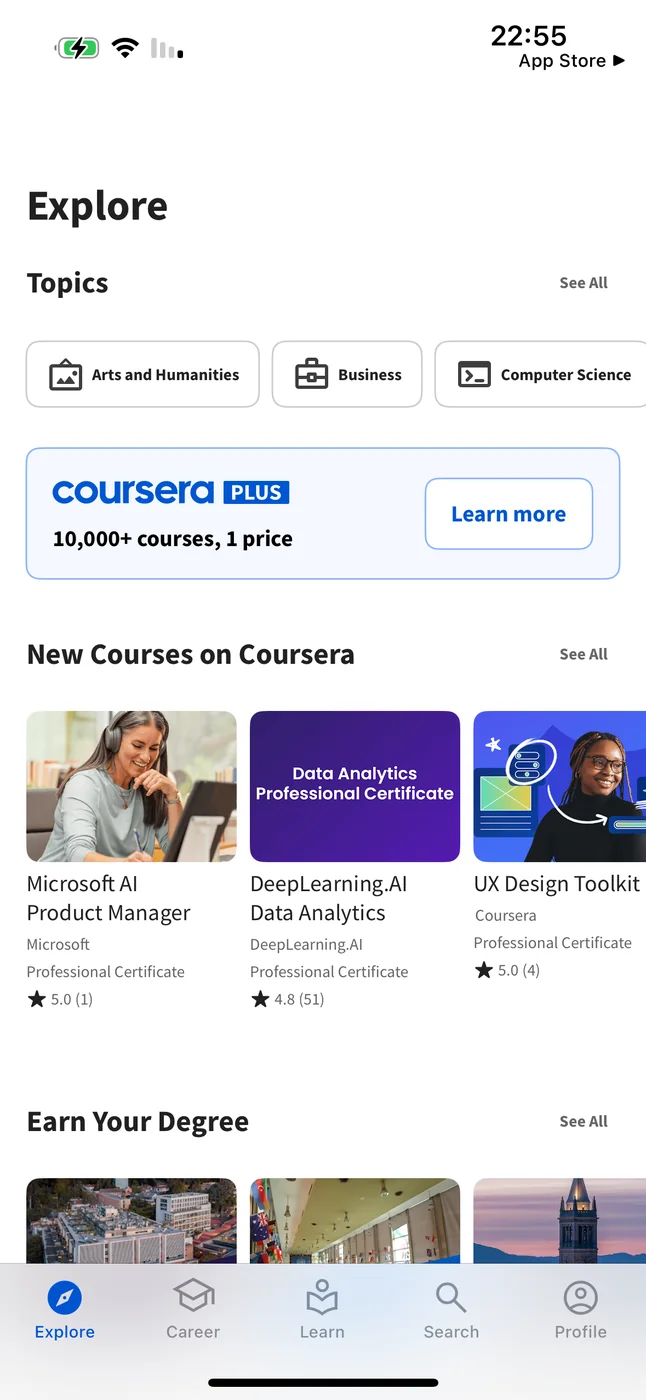 22:55
App Store ▶
Explore
Topics
See All
Arts and Humanities
Business
Computer Science
coursera PLUS
10,000+ courses, 1 price
Learn more
New Courses on Coursera
See All
Data Analytics
Professional Certificate
Microsoft AI
Product Manager
Microsoft
Professional Certificate
5.0 (1)
DeepLearning.AI
Data Analytics
DeepLearning.AI
Professional Certificate
4.8 (51)
UX Design Toolkit
Coursera
Professional Certificate
5.0 (4)
Earn Your Degree
See All
Explore
Career
Learn
Search
Profile